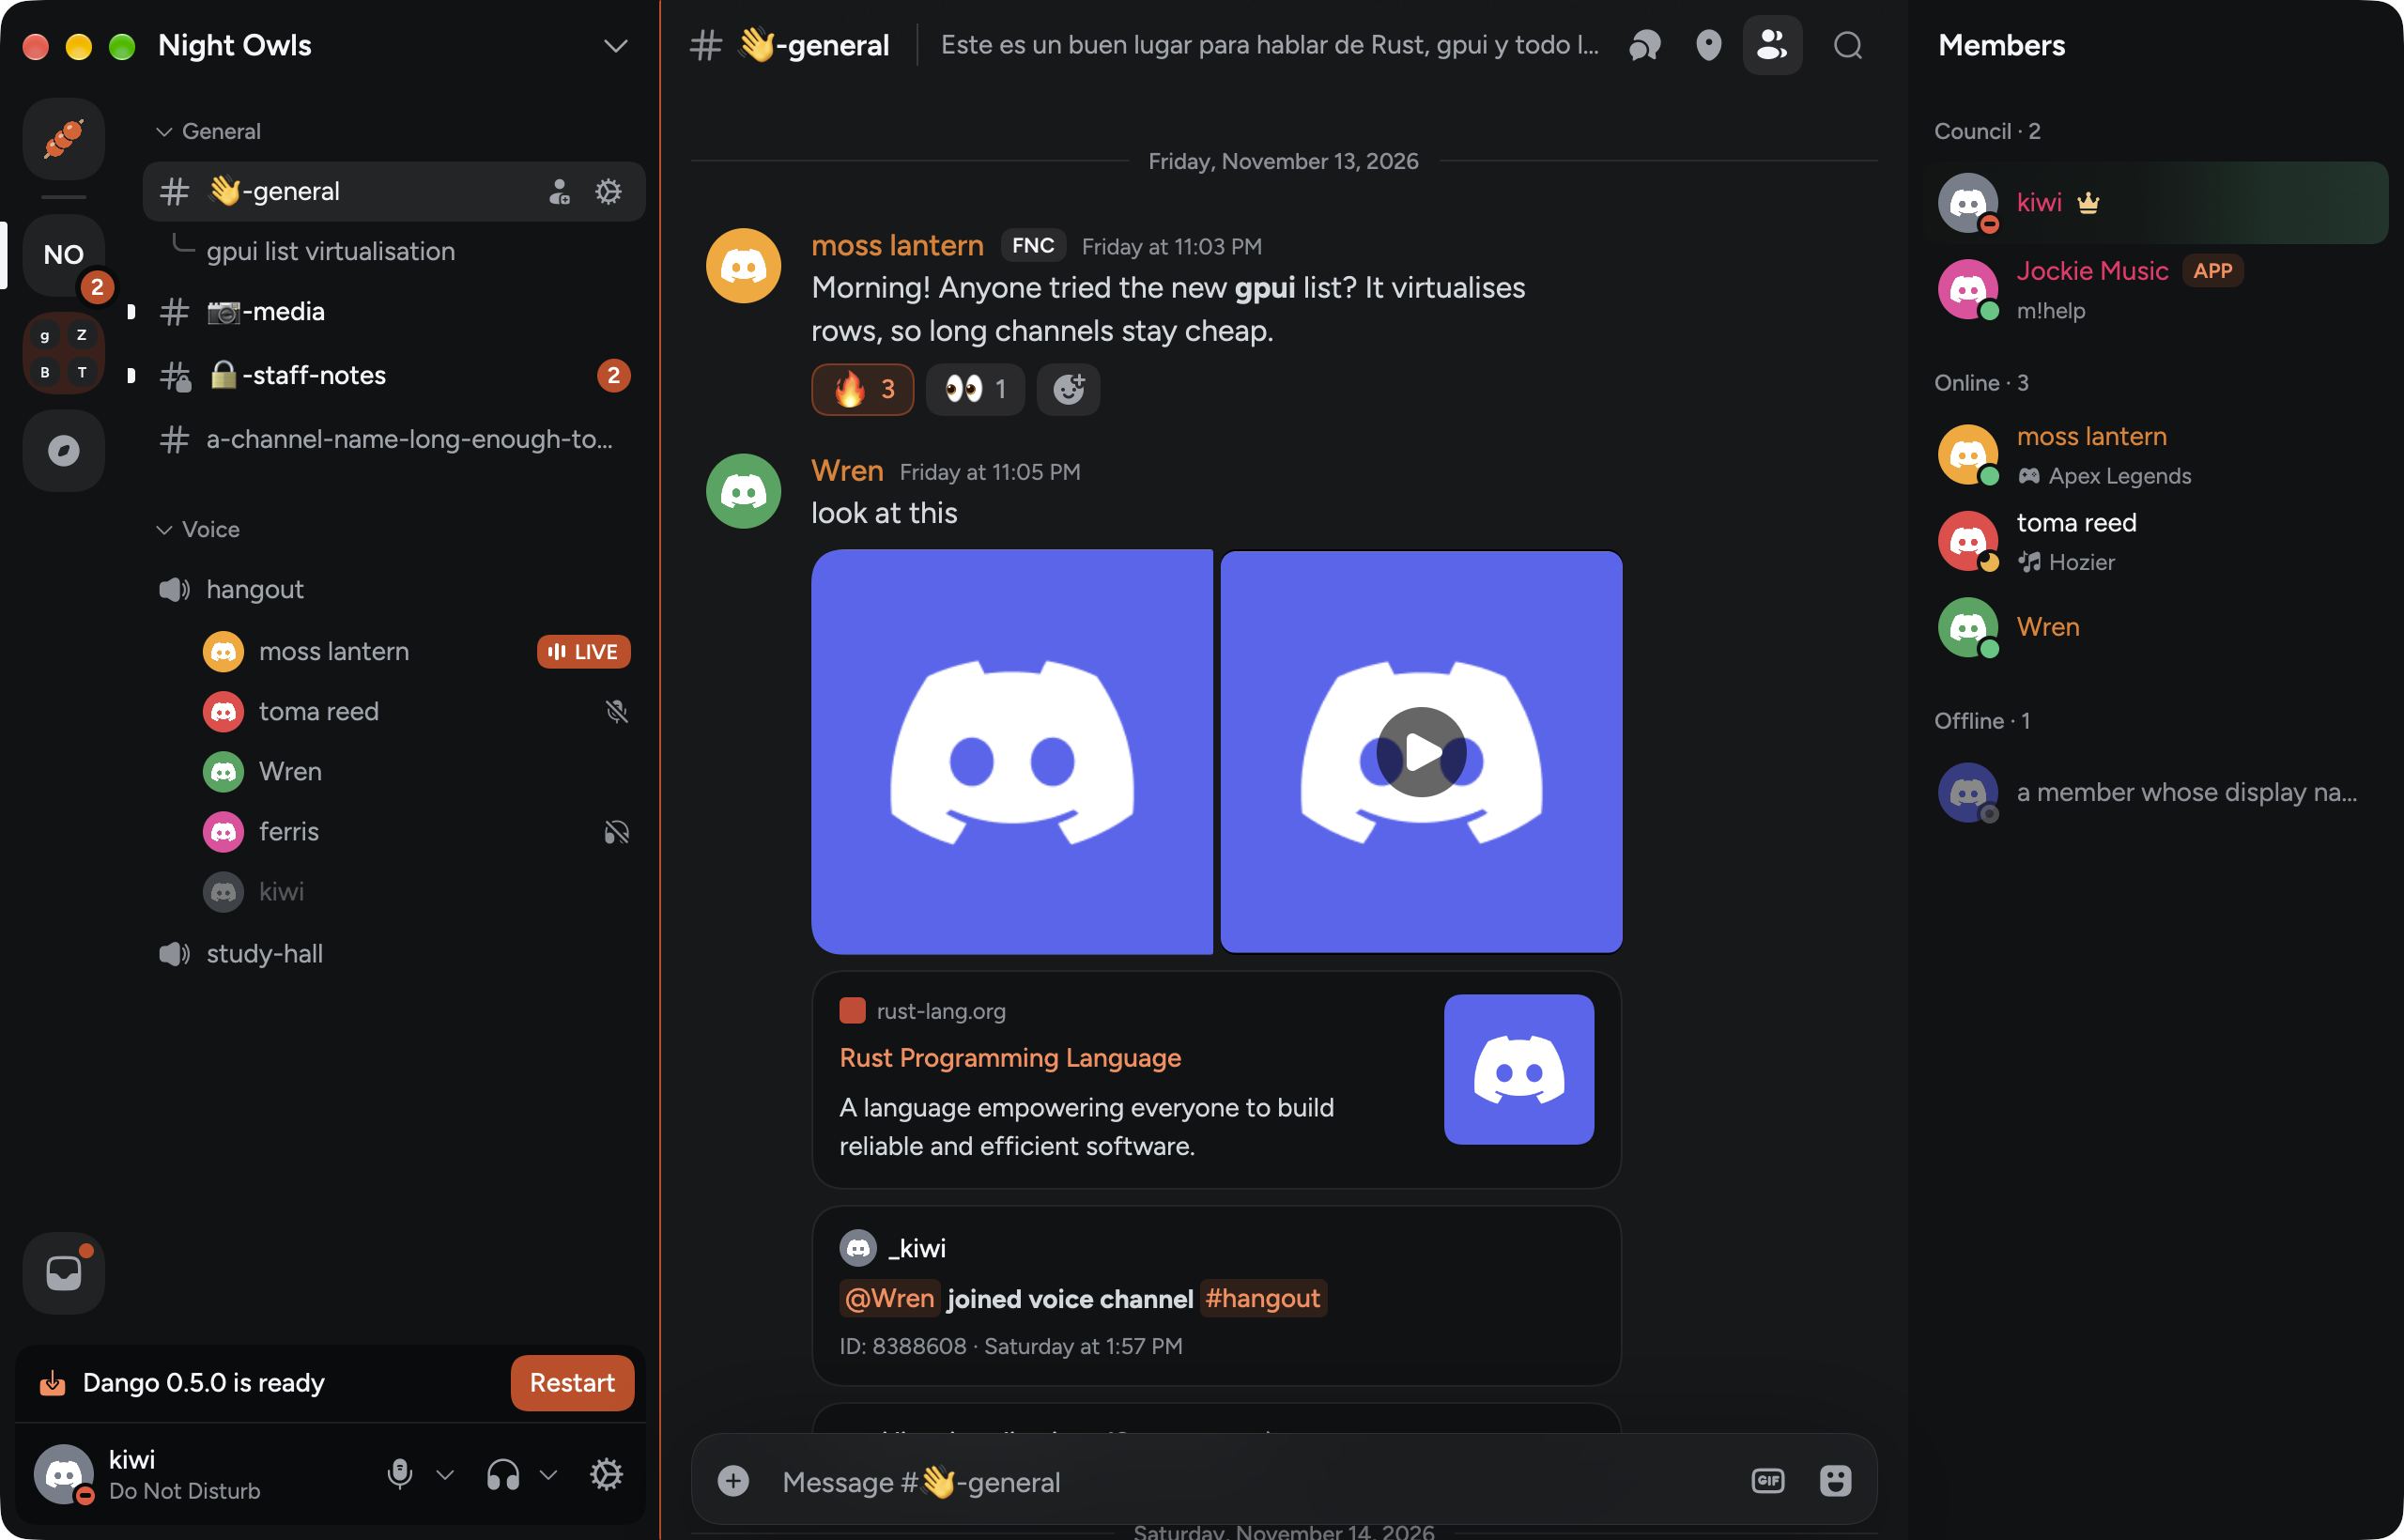 Night Owls
General
👋-general
gpui list virtualisation
📷-media
🔒-staff-notes
2
a-channel-name-long-enough-to...
Voice
hangout
moss lantern
LIVE
toma reed
Wren
ferris
kiwi
study-hall
NO
2
g
Z
B
T
Dango 0.5.0 is ready
Restart
kiwi
Do Not Disturb
👋-general
Este es un buen lugar para hablar de Rust, gpui y todo l...
Friday, November 13, 2026
moss lantern FNC Friday at 11:03 PM
Morning! Anyone tried the new gpui list? It virtualises
rows, so long channels stay cheap.
🔥 3
👀 1
Wren Friday at 11:05 PM
look at this
rust-lang.org
Rust Programming Language
A language empowering everyone to build
reliable and efficient software.
_kiwi
@Wren joined voice channel #hangout
ID: 8388608 · Saturday at 1:57 PM
Message #👋-general
GIF
Saturday, November 14, 2026
Members
Council · 2
kiwi
Jockie Music APP
m!help
Online · 3
moss lantern
Apex Legends
toma reed
Hozier
Wren
Offline · 1
a member whose display na...